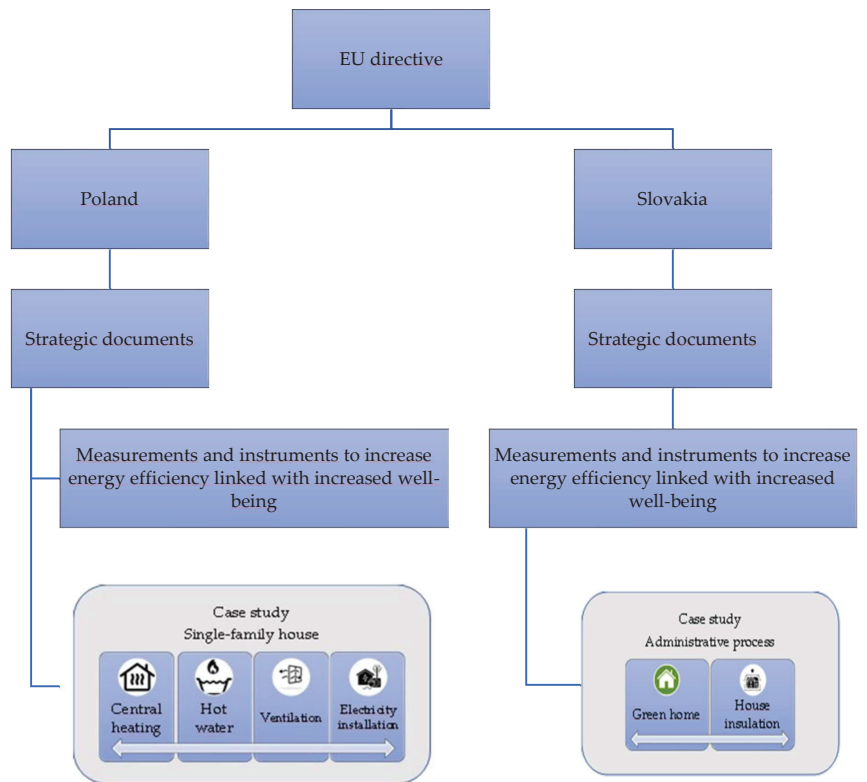 EU directive
Poland
Slovakia
Strategic documents
Strategic documents
Measurements and instruments to increase
energy efficiency linked with increased well-
being
Measurements and instruments to increase
energy efficiency linked with increased
well-being
Case study
Single-family house
Central
heating
Hot
water
Ventilation
Electricity
installation
Case study
Administrative process
Green home
House
insulation